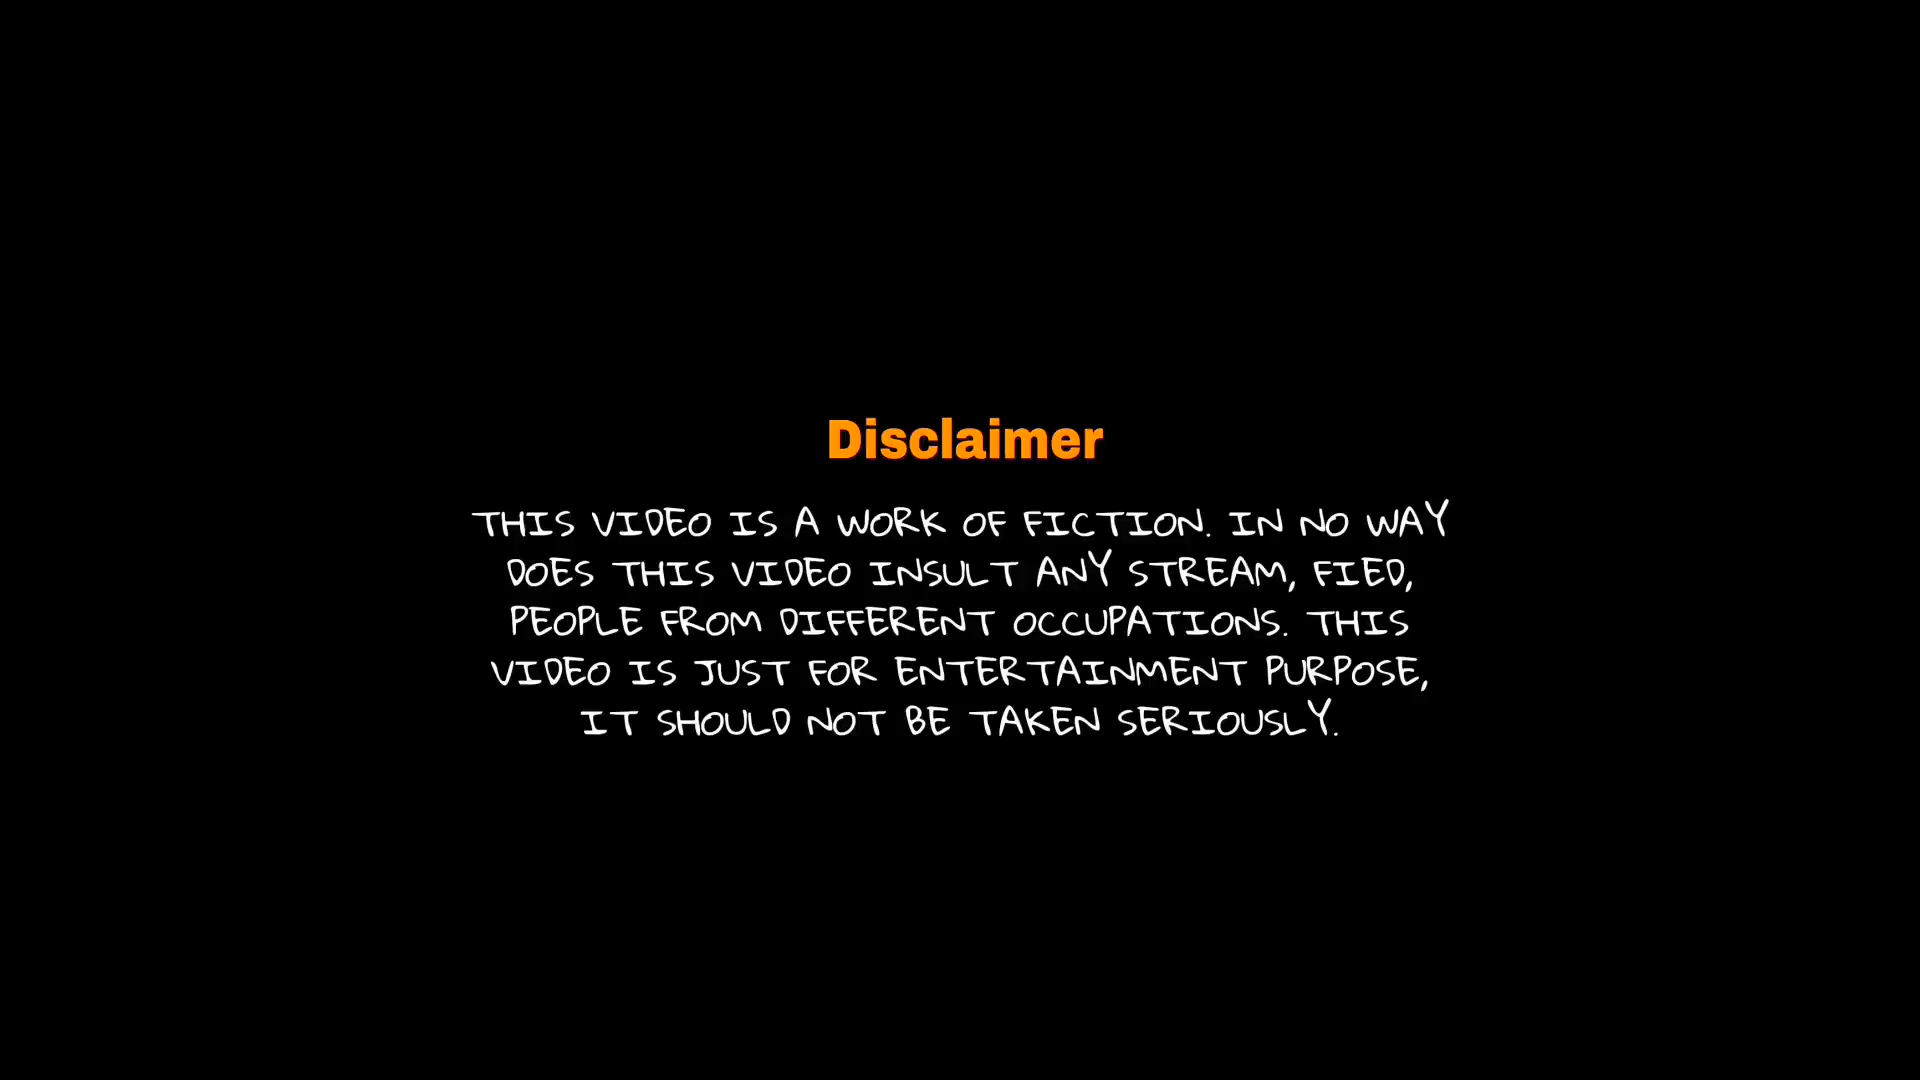 Disclaimer
THIS VIDEO IS A WORK OF FICTION. IN NO WAY
DOES THIS VIDEO INSULT ANY STREAM, FIED,
PEOPLE FROM DIFFERENT OCCUPATIONS. THIS
VIDEO IS JUST FOR ENTERTAINMENT PURPOSE,
IT SHOULD NOT BE TAKEN SERIOUSLY.